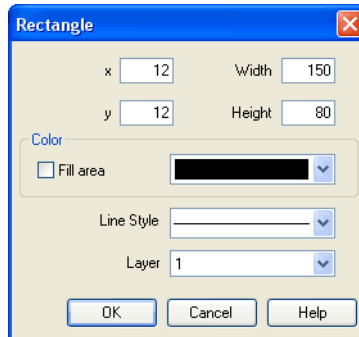 Rectangle
x 12 Width 150
y 12 Height 80
Color
Fill area
Line Style
Layer 1
OK Cancel Help